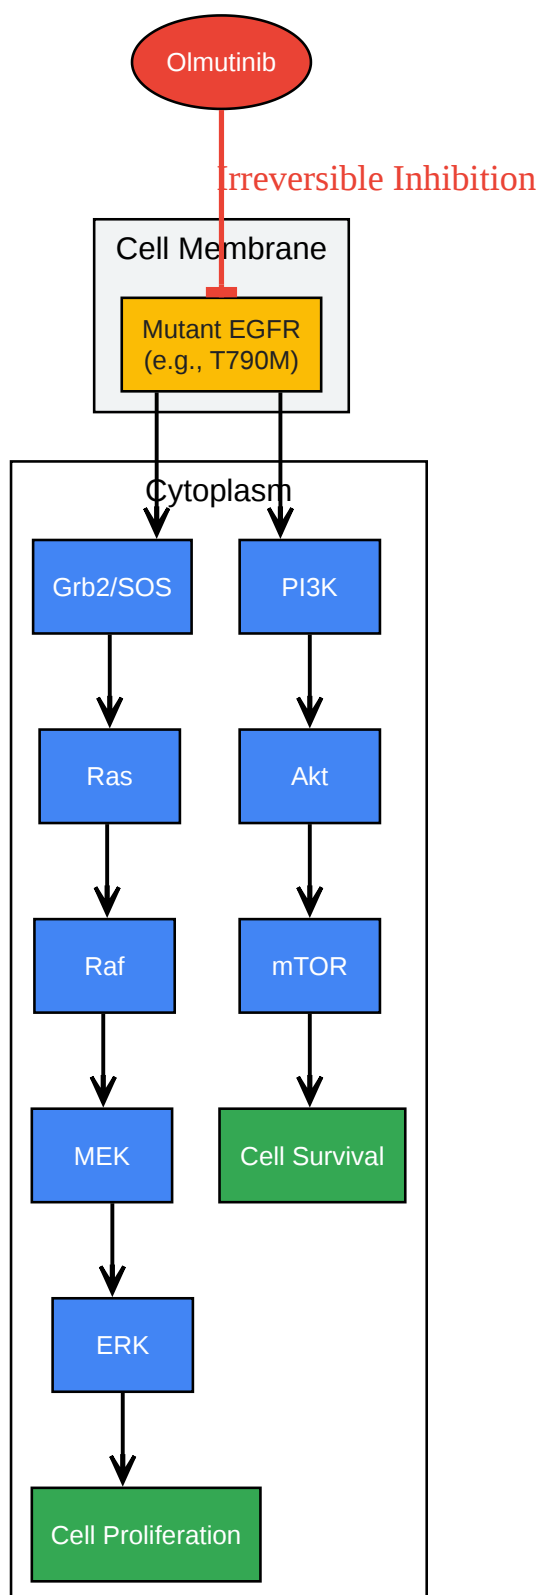 Olmutinib
Irreversible Inhibition
Cell Membrane
Mutant EGFR
(e.g., T790M)
Cytoplasm
Grb2/SOS
PI3K
Ras
Akt
Raf
mTOR
MEK
Cell Survival
ERK
Cell Proliferation